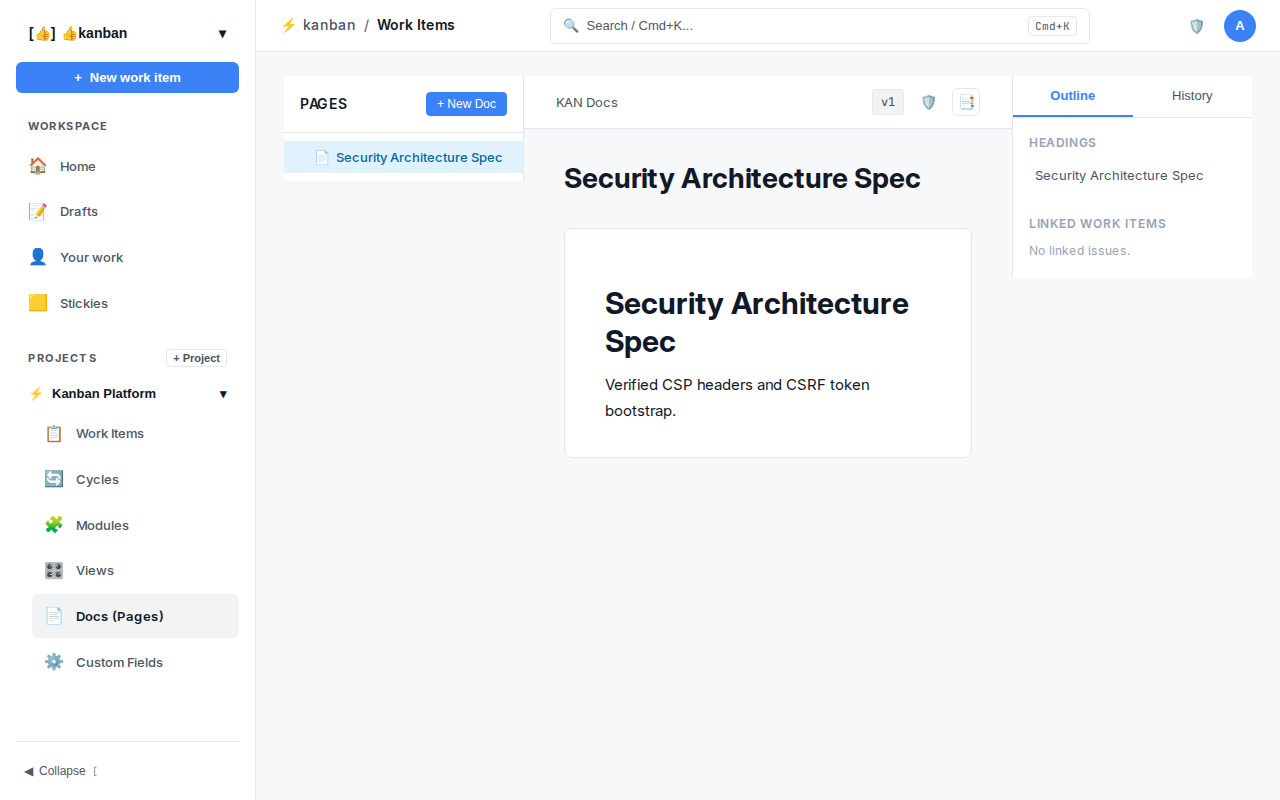 [👍] 👍kanban ▼
+ New work item
WORKSPACE
🏠 Home
📝 Drafts
👤 Your work
🟨 Stickies
PROJECTS + Project
⚡ Kanban Platform ▼
📋 Work Items
🔄 Cycles
🧩 Modules
🎛️ Views
📄 Docs (Pages)
⚙️ Custom Fields
◀ Collapse [
⚡ kanban / Work Items
🔍 Search / Cmd+K... Cmd+K
🛡️ A
PAGES + New Doc
📄 Security Architecture Spec
KAN Docs v1 🛡️ 📑
Security Architecture Spec
Security Architecture
Spec
Verified CSP headers and CSRF token
bootstrap.
Outline History
HEADINGS
Security Architecture Spec
LINKED WORK ITEMS
No linked issues.